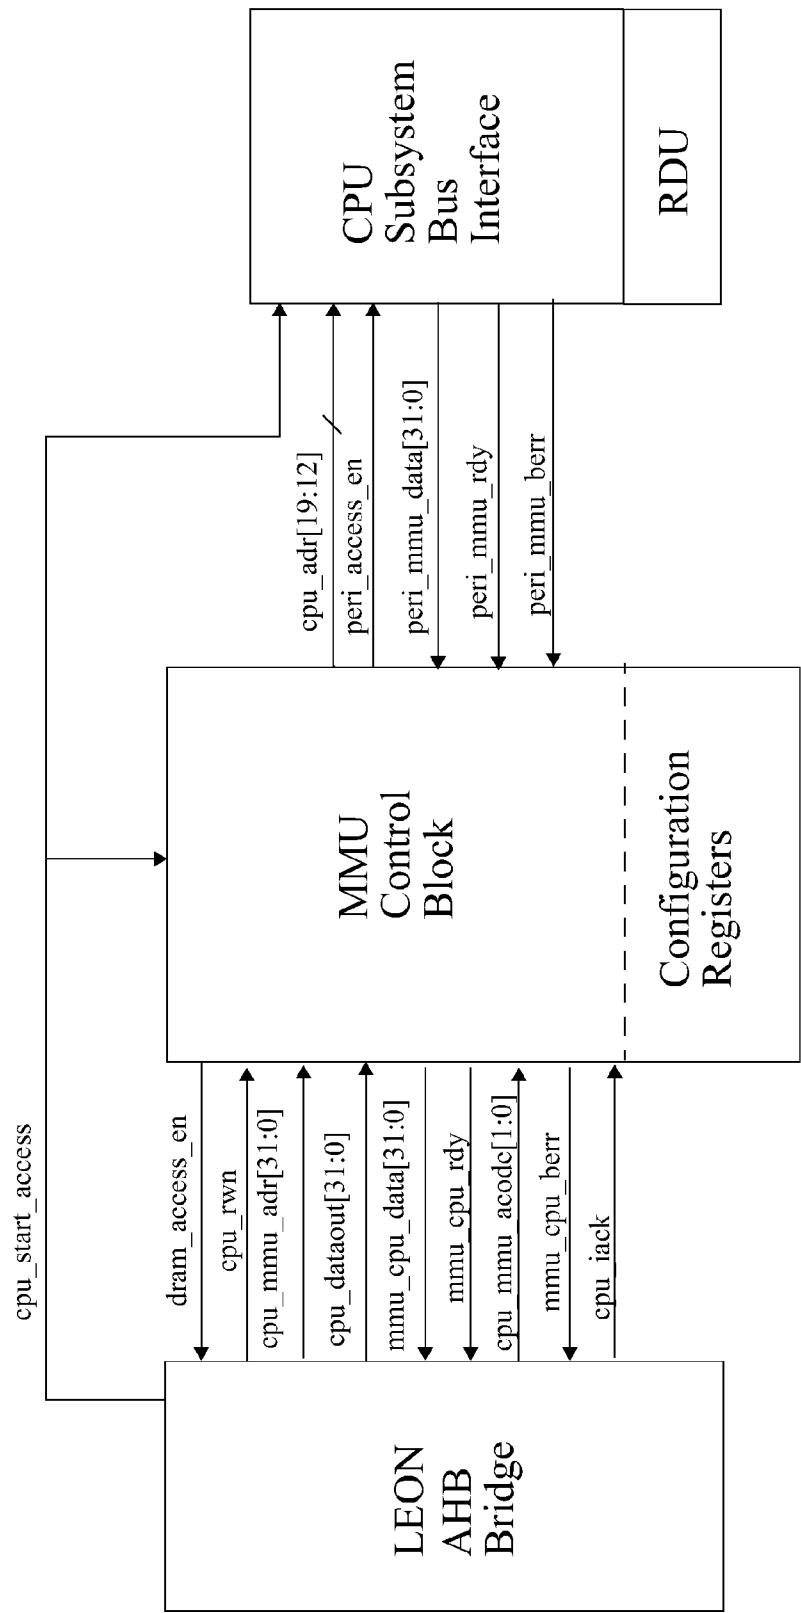 cpu_start_access
LEON
AHB
Bridge
dram_access_en
cpu_rwn
cpu_mmu_adr[31:0]
cpu_dataout[31:0]
mmu_cpu_data[31:0]
mmu_cpu_rdy
cpu_mmu_acodc[1:0]
mmu_cpu_berr
cpu_iack
MMU
Control
Block
Configuration
Registers
cpu_adr[19:12]
peri_access_en
peri_mmu_data[31:0]
peri_mmu_rdy
peri_mmu_berr
CPU
Subsystem
Bus
Interface
RDU